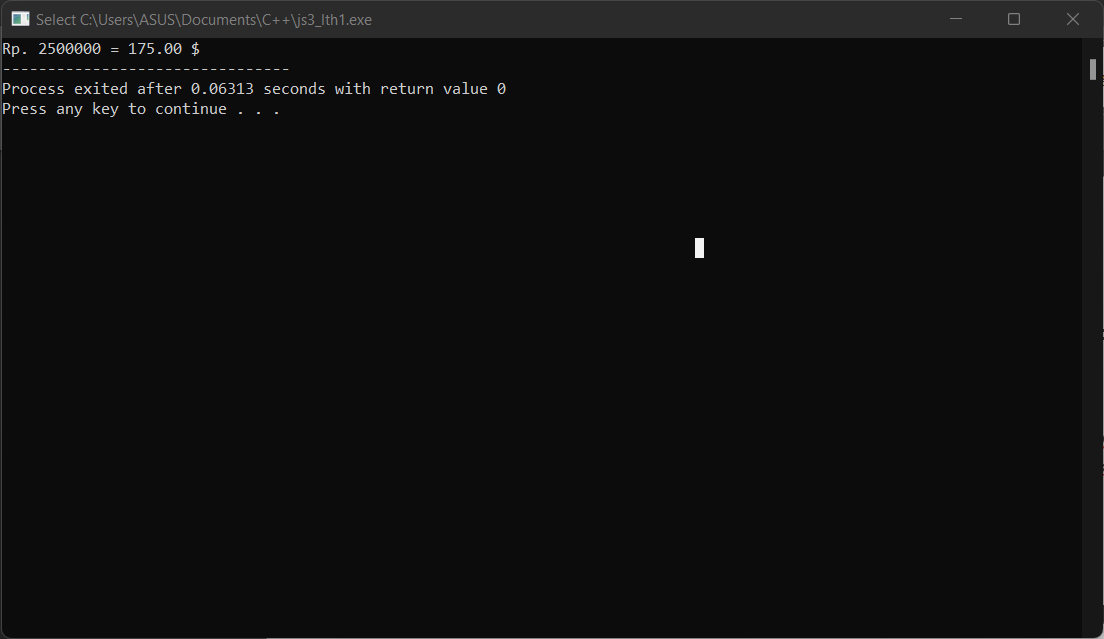 Select C:\Users\ASUS\Documents\C++\js3_lth1.exe
Rp. 2500000 = 175.00 $
--------------------------------
Process exited after 0.06313 seconds with return value 0
Press any key to continue . . .